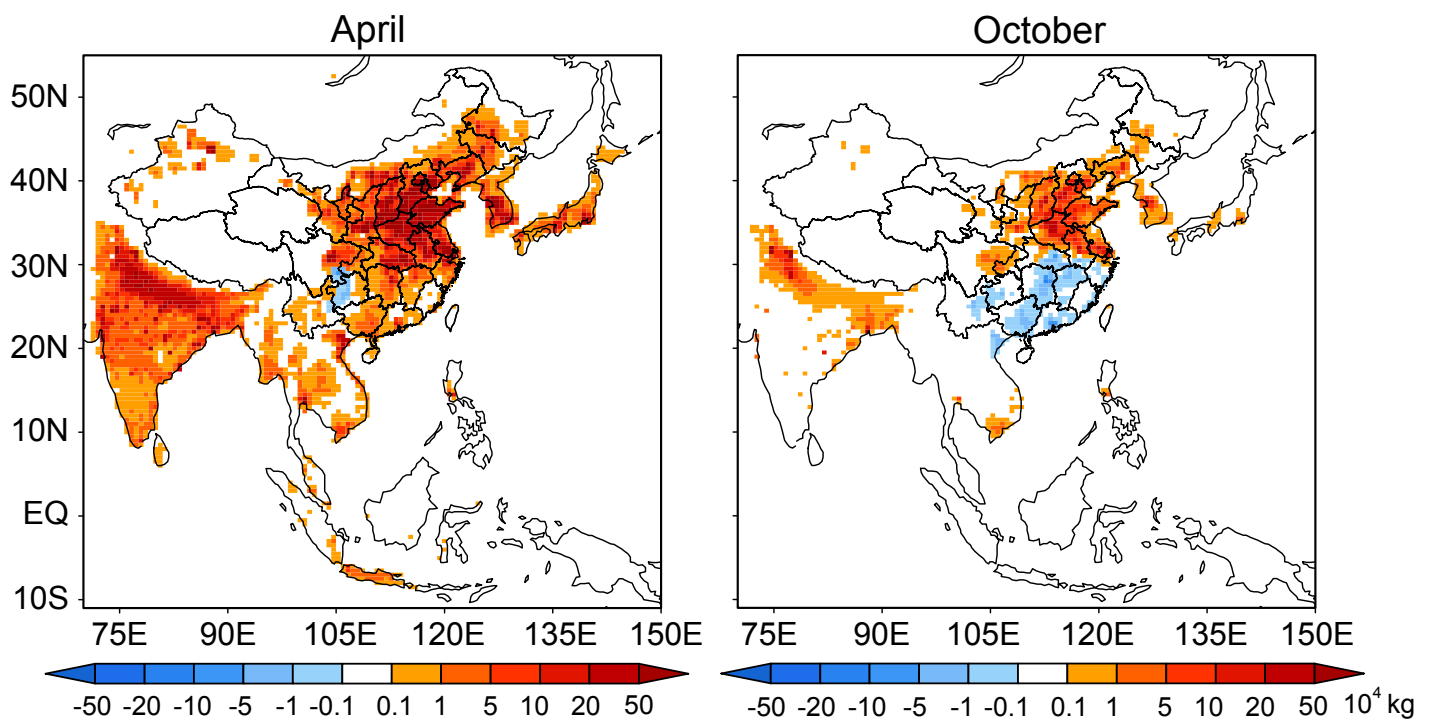 April October
50N
40N
30N
20N
10N
EQ
10S
75E 90E 105E 120E 135E 150E 75E 90E 105E 120E 135E 150E
-50 -20 -10 -5 -1 -0.1 0.1 1 5 10 20 50 -50 -20 -10 -5 -1 -0.1 0.1 1 5 10 20 50 10⁴ kg